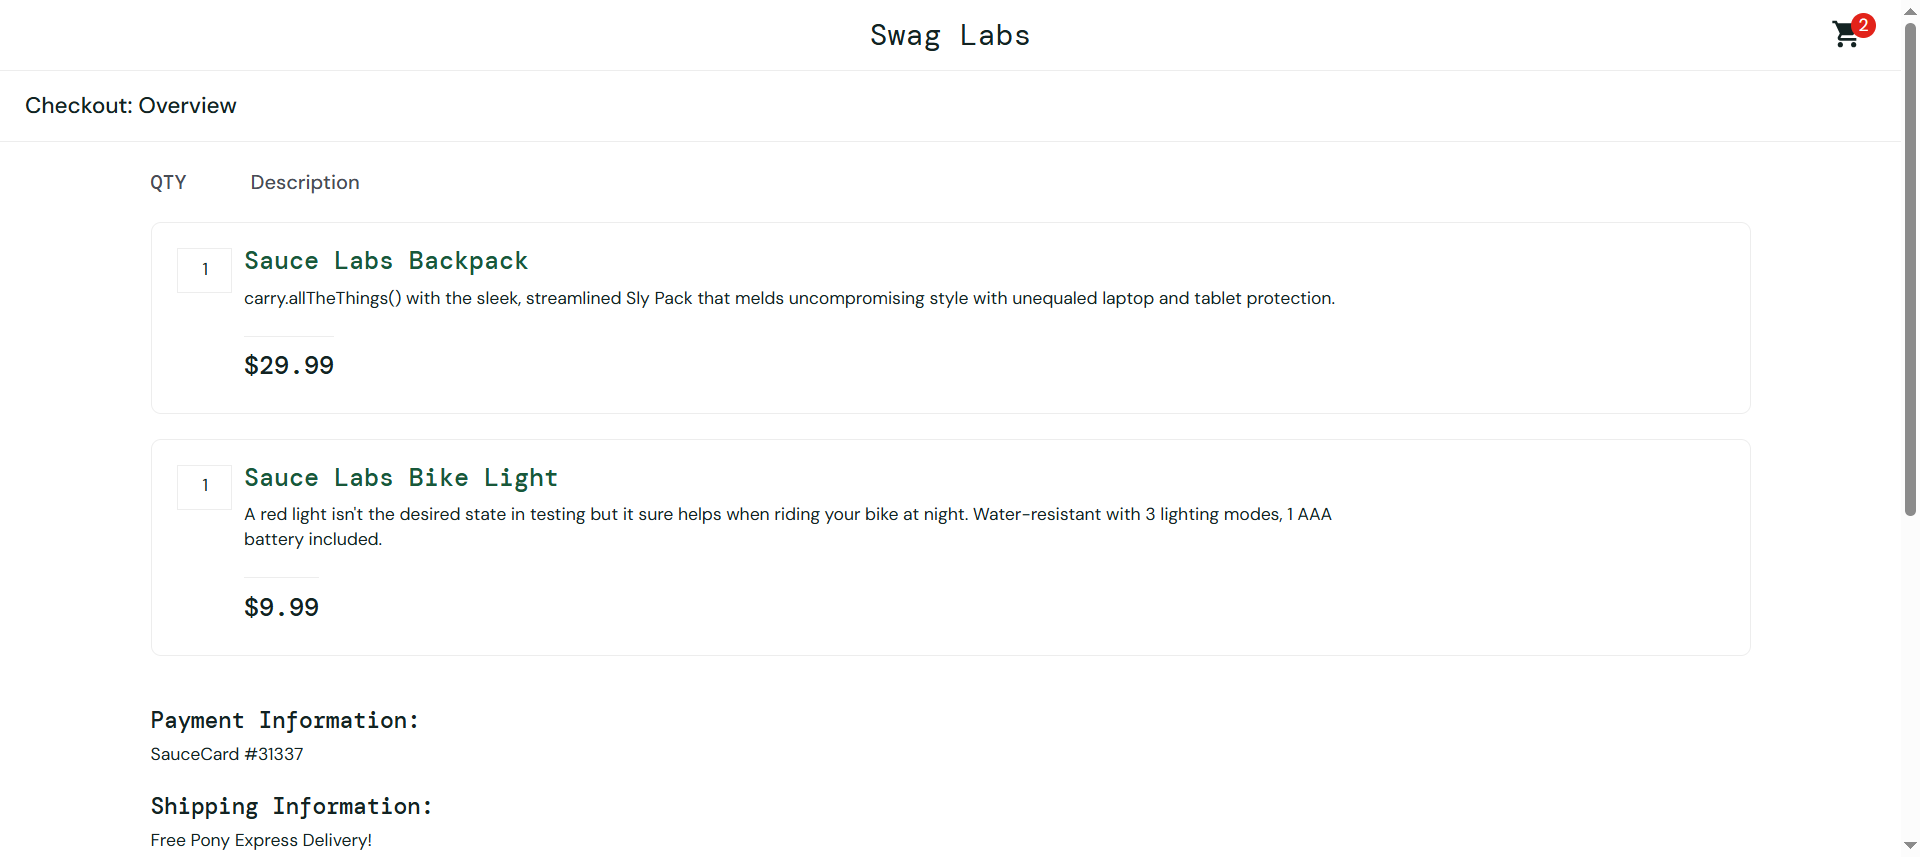 Swag Labs
2
Checkout: Overview
QTY Description
1
Sauce Labs Backpack
carry.allTheThings() with the sleek, streamlined Sly Pack that melds uncompromising style with unequaled laptop and tablet protection.
$29.99
1
Sauce Labs Bike Light
A red light isn't the desired state in testing but it sure helps when riding your bike at night. Water-resistant with 3 lighting modes, 1 AAA
battery included.
$9.99
Payment Information:
SauceCard #31337
Shipping Information:
Free Pony Express Delivery!